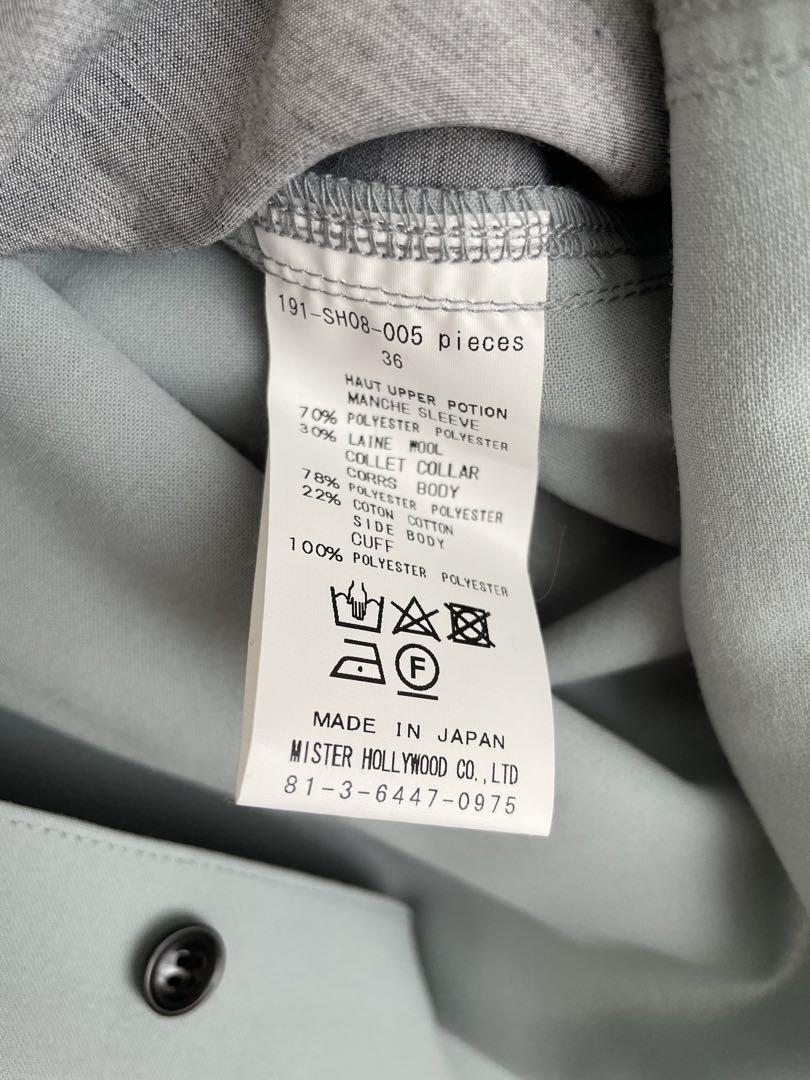 191-SH08-005 pieces
36
HAUT UPPER POTION
MANCHE SLEEVE
70% POLYESTER POLYESTER
30% LAINE WOOL
COLLET COLLAR
CORRS BODY
78% POLYESTER POLYESTER
22% COTON COTTON
SIDE BODY
CUFF
100% POLYESTER POLYESTER
F
MADE IN JAPAN
MISTER HOLLYWOOD CO.,LTD
81-3-6447-0975